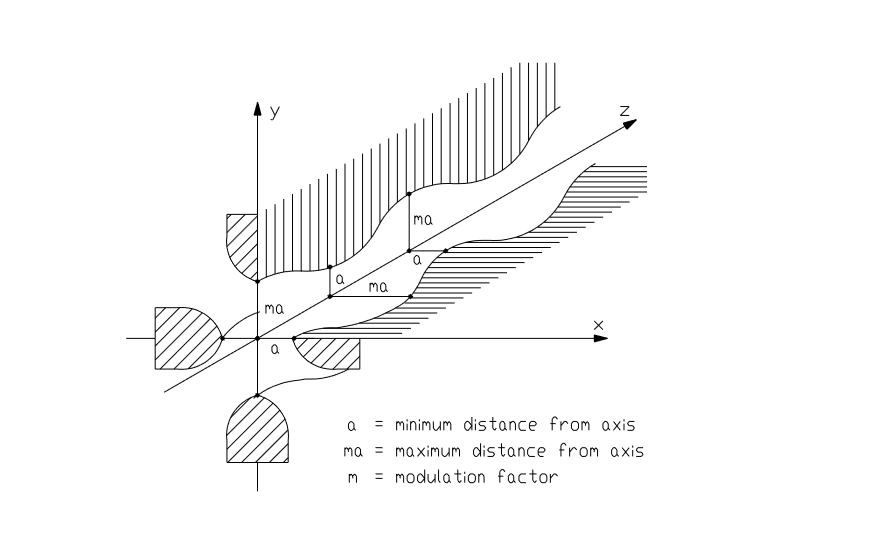 z
y
ma
a
a
ma
ma
x
a
a = minimum distance from axis
ma = maximum distance from axis
m = modulation factor